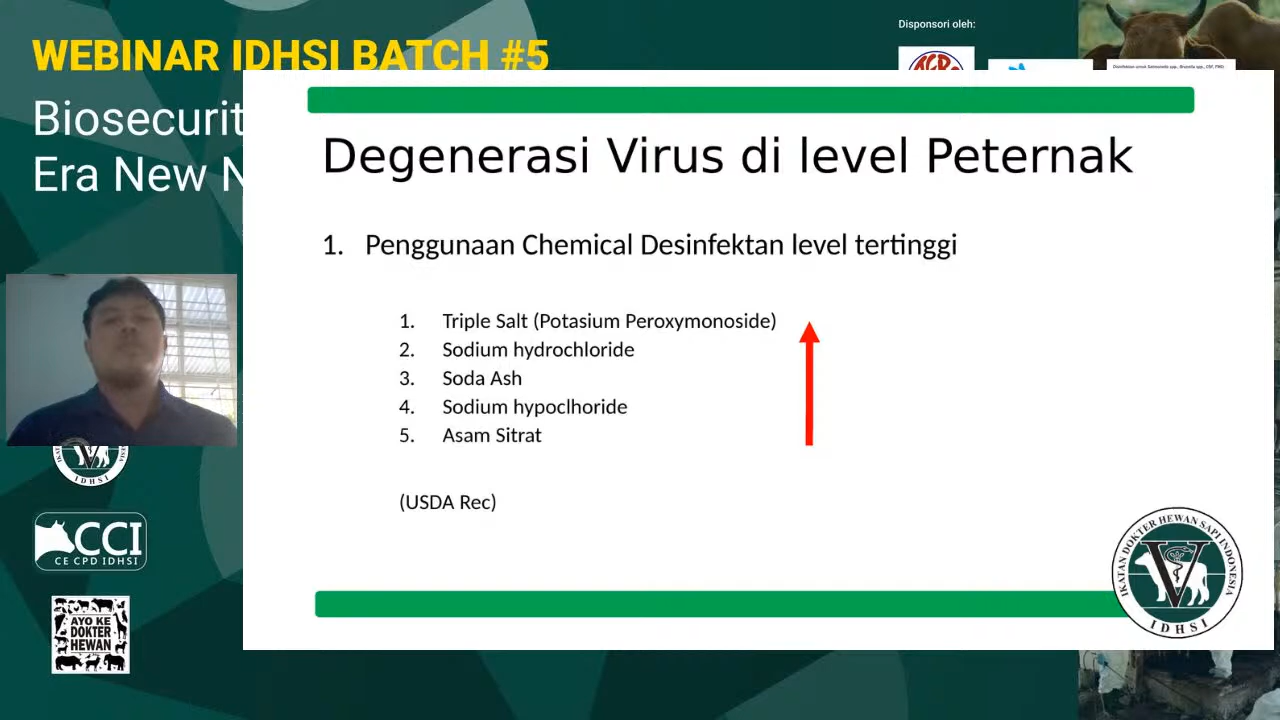 WEBINAR IDHSI BATCH #5
Biosecurit
Era New N
Disponsori oleh:
Degenerasi Virus di level Peternak
1. Penggunaan Chemical Desinfektan level tertinggi
1. Triple Salt (Potasium Peroxymonoside)
2. Sodium hydrochloride
3. Soda Ash
4. Sodium hypoclhoride
5. Asam Sitrat
(USDA Rec)
IKATAN DOKTER HEWAN SAPI INDONESIA
V
IDHSI
IDHSI
CCI
CE CPD IDHSI
AYO KE
DOKTER
HEWAN